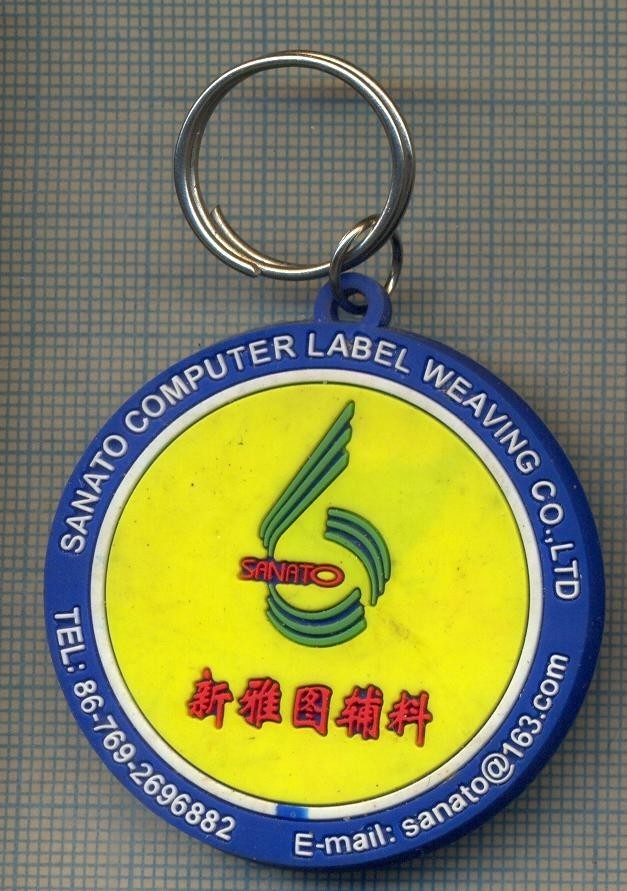 SANATO COMPUTER LABEL WEAVING CO.,LTD
SANATO
新雅图辅料
TEL: 86-769-2696882
E-mail: sanato@163.com